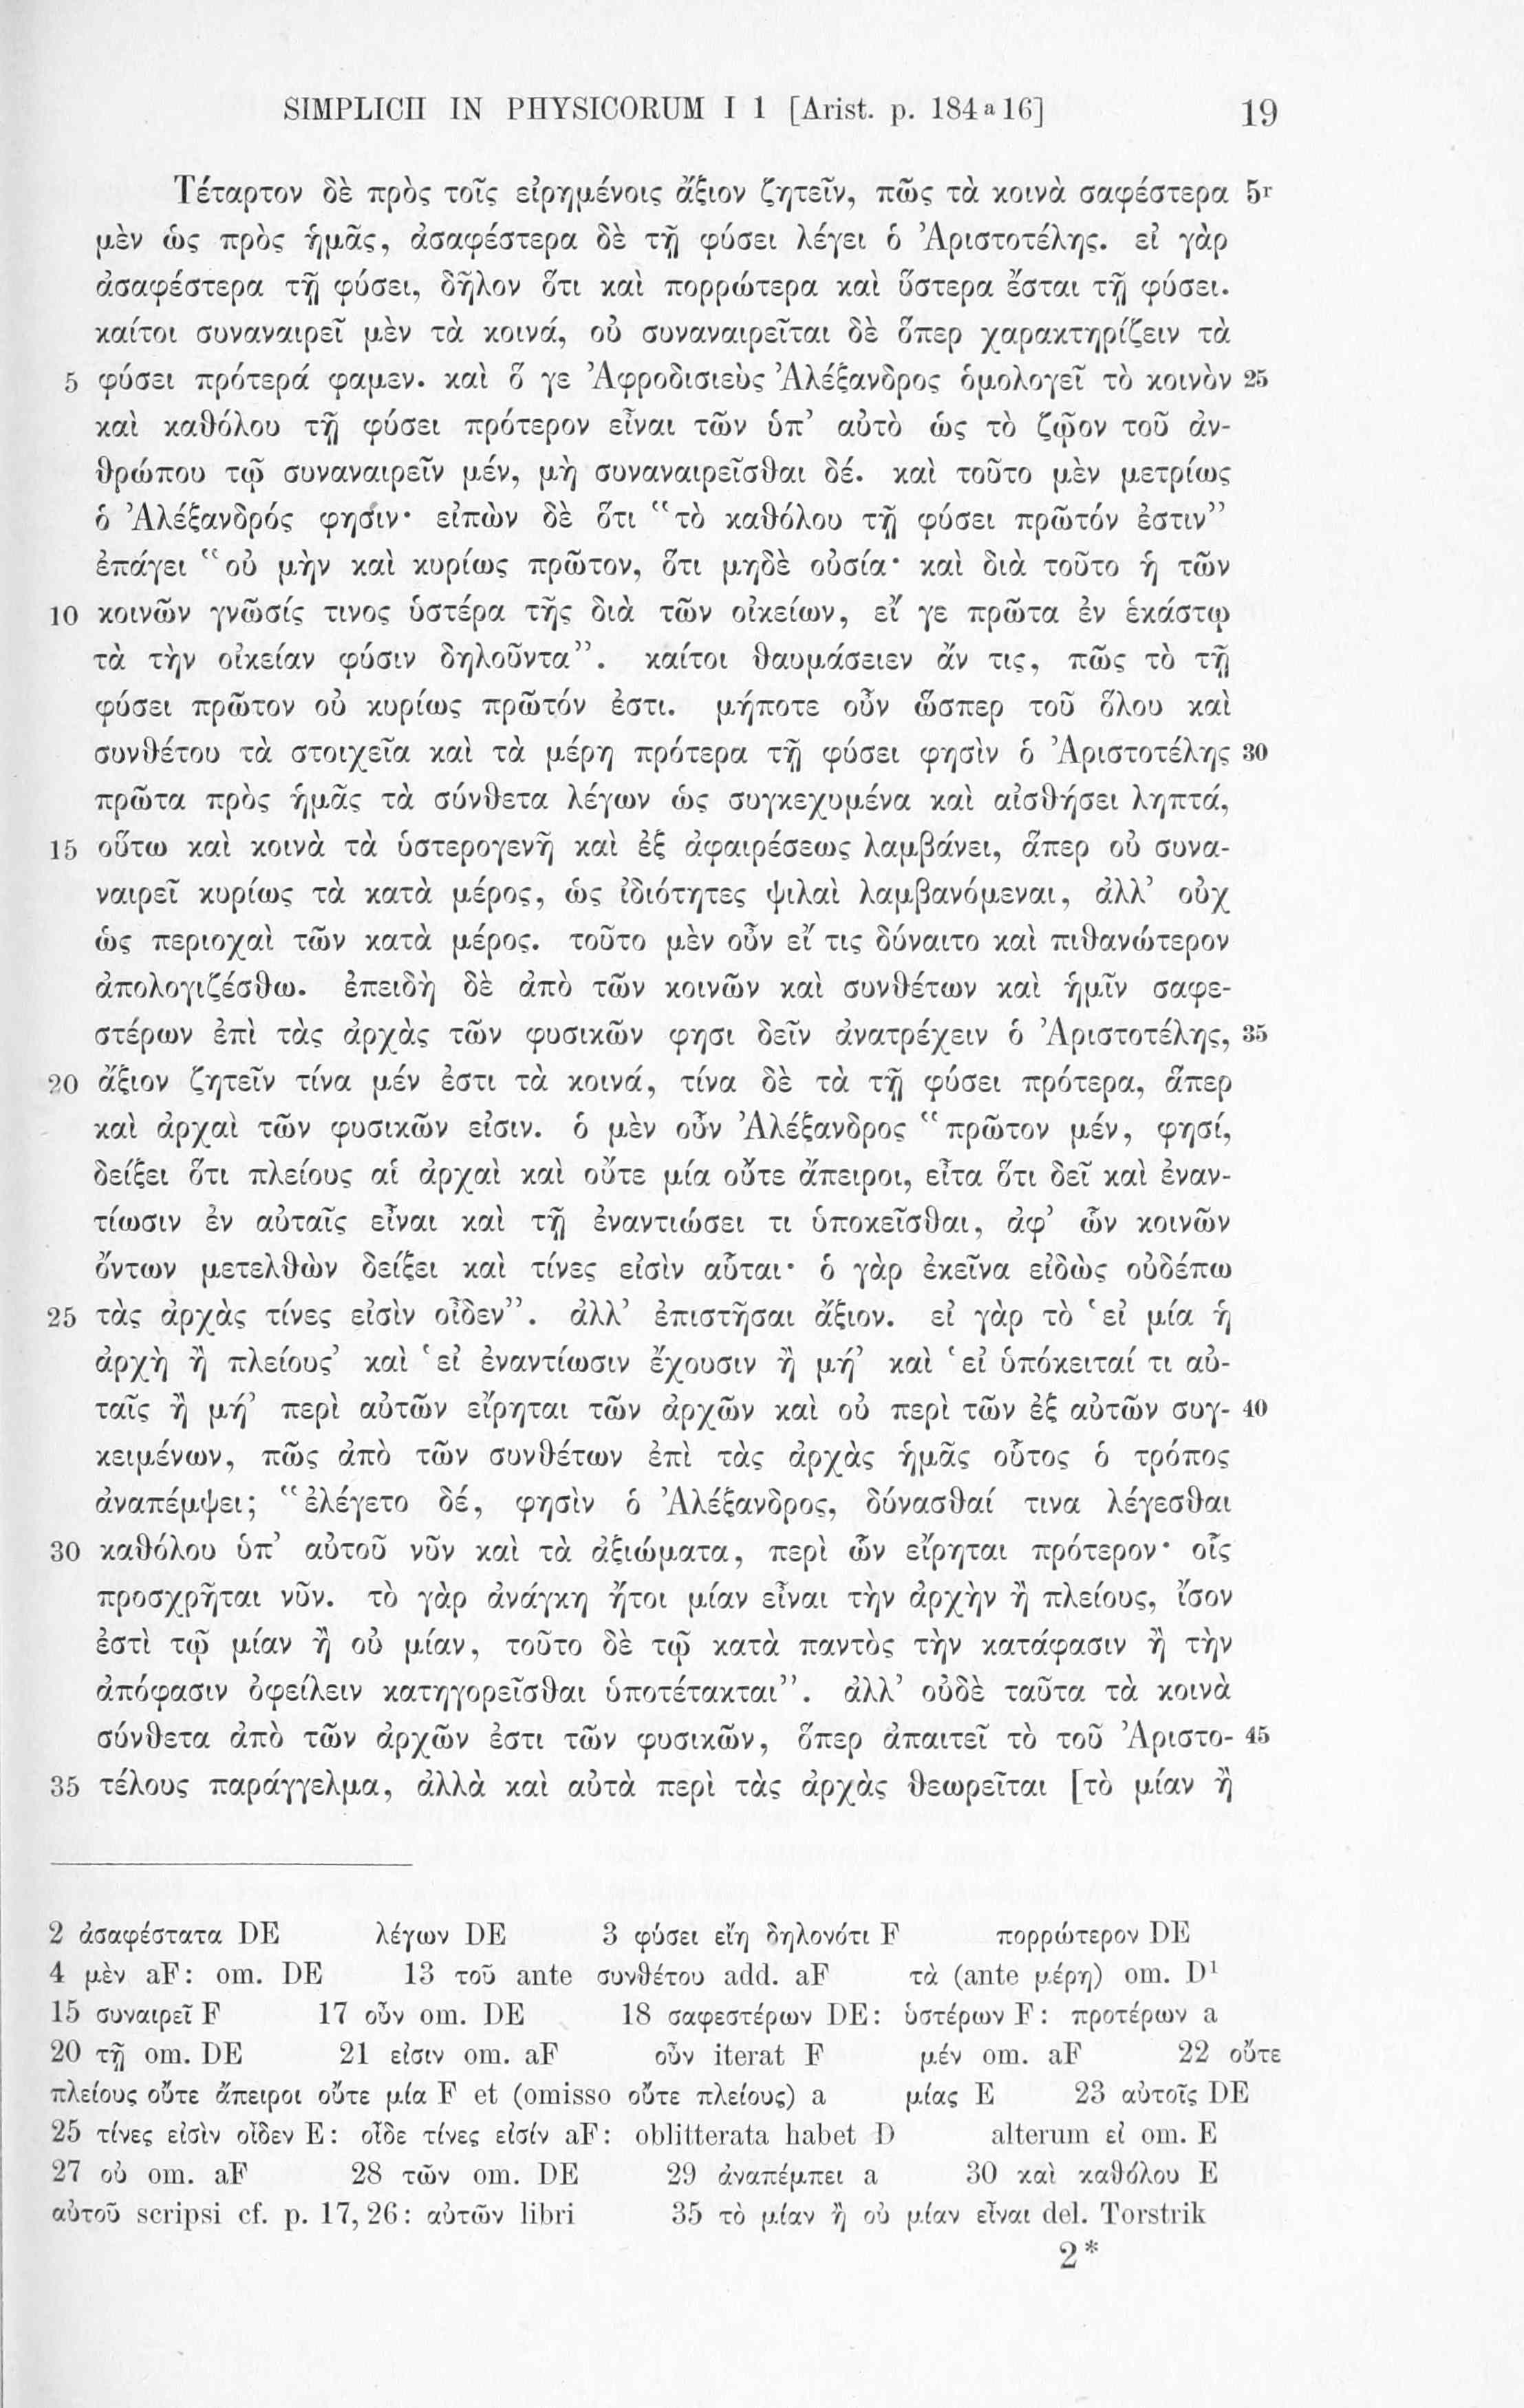 SIMPLICII IN PHYSICORUM I 1 [Arist. p. 184 a 16] 19
Τέταρτον δὲ πρὸς τοῖς εἰρημένοις ἄξιον ζητεῖν, πῶς τὰ κοινὰ σαφέστερα 5r
μὲν ὡς πρὸς ἡμᾶς, ἀσαφέστερα δὲ τῇ φύσει λέγει ὁ Ἀριστοτέλης. εἰ γὰρ
ἀσαφέστερα τῇ φύσει, δῆλον ὅτι καὶ πορρώτερα καὶ ὕστερα ἔσται τῇ φύσει.
καίτοι συναναιρεῖ μὲν τὰ κοινά, οὐ συναναιρεῖται δὲ ὅπερ χαρακτηρίζειν τὰ
5 φύσει πρότερά φαμεν. καὶ ὅ γε Ἀφροδισιεὺς Ἀλέξανδρος ὁμολογεῖ τὸ κοινὸν 25
καὶ καθόλου τῇ φύσει πρότερον εἶναι τῶν ὑπ’ αὐτὸ ὡς τὸ ζῷον τοῦ ἀν-
θρώπου τῷ συναναιρεῖν μέν, μὴ συναναιρεῖσθαι δέ. καὶ τοῦτο μὲν μετρίως
ὁ Ἀλέξανδρός φησιν· εἰπὼν δὲ ὅτι “τὸ καθόλου τῇ φύσει πρῶτόν ἐστιν”
ἐπάγει “οὐ μὴν καὶ κυρίως πρῶτον, ὅτι μηδὲ οὐσία· καὶ διὰ τοῦτο ἡ τῶν
10 κοινῶν γνῶσίς τινος ὑστέρα τῆς διὰ τῶν οἰκείων, εἴ γε πρῶτα ἐν ἑκάστῳ
τὰ τὴν οἰκείαν φύσιν δηλοῦντα”. καίτοι θαυμάσειεν ἄν τις, πῶς τὸ τῇ
φύσει πρῶτον οὐ κυρίως πρῶτόν ἐστι. μήποτε οὖν ὥσπερ τοῦ ὅλου καὶ
συνθέτου τὰ στοιχεῖα καὶ τὰ μέρη πρότερα τῇ φύσει φησὶν ὁ Ἀριστοτέλης 30
πρῶτα πρὸς ἡμᾶς τὰ σύνθετα λέγων ὡς συγκεχυμένα καὶ αἰσθήσει ληπτά,
15 οὕτω καὶ κοινὰ τὰ ὑστερογενῆ καὶ ἐξ ἀφαιρέσεως λαμβάνει, ἅπερ οὐ συνα-
ναιρεῖ κυρίως τὰ κατὰ μέρος, ὡς ἰδιότητες ψιλαὶ λαμβανόμεναι, ἀλλ’ οὐχ
ὡς περιοχαὶ τῶν κατὰ μέρος. τοῦτο μὲν οὖν εἴ τις δύναιτο καὶ πιθανώτερον
ἀπολογιζέσθω. ἐπειδὴ δὲ ἀπὸ τῶν κοινῶν καὶ συνθέτων καὶ ἡμῖν σαφε-
στέρων ἐπὶ τὰς ἀρχὰς τῶν φυσικῶν φησι δεῖν ἀνατρέχειν ὁ Ἀριστοτέλης, 35
20 ἄξιον ζητεῖν τίνα μέν ἐστι τὰ κοινά, τίνα δὲ τὰ τῇ φύσει πρότερα, ἅπερ
καὶ ἀρχαὶ τῶν φυσικῶν εἰσιν. ὁ μὲν οὖν Ἀλέξανδρος “πρῶτον μέν, φησί,
δείξει ὅτι πλείους αἱ ἀρχαὶ καὶ οὔτε μία οὔτε ἄπειροι, εἶτα ὅτι δεῖ καὶ ἐναν-
τίωσιν ἐν αὐταῖς εἶναι καὶ τῇ ἐναντιώσει τι ὑποκεῖσθαι, ἀφ’ ὧν κοινῶν
ὄντων μετελθὼν δείξει καὶ τίνες εἰσὶν αὗται· ὁ γὰρ ἐκεῖνα εἰδὼς οὐδέπω
25 τὰς ἀρχὰς τίνες εἰσὶν οἶδεν”. ἀλλ’ ἐπιστῆσαι ἄξιον. εἰ γὰρ τὸ ‘εἰ μία ἡ
ἀρχὴ ἢ πλείους’ καὶ ‘εἰ ἐναντίωσιν ἔχουσιν ἢ μή’ καὶ ‘εἰ ὑπόκειταί τι αὐ-
ταῖς ἢ μή’ περὶ αὐτῶν εἴρηται τῶν ἀρχῶν καὶ οὐ περὶ τῶν ἐξ αὐτῶν συγ- 40
κειμένων, πῶς ἀπὸ τῶν συνθέτων ἐπὶ τὰς ἀρχὰς ἡμᾶς οὗτος ὁ τρόπος
ἀναπέμψει; “ἐλέγετο δέ, φησὶν ὁ Ἀλέξανδρος, δύνασθαί τινα λέγεσθαι
30 καθόλου ὑπ’ αὐτοῦ νῦν καὶ τὰ ἀξιώματα, περὶ ὧν εἴρηται πρότερον· οἷς
προσχρῆται νῦν. τὸ γὰρ ἀνάγκη ἤτοι μίαν εἶναι τὴν ἀρχὴν ἢ πλείους, ἴσον
ἐστὶ τῷ μίαν ἢ οὐ μίαν, τοῦτο δὲ τῷ κατὰ παντὸς τὴν κατάφασιν ἢ τὴν
ἀπόφασιν ὀφείλειν κατηγορεῖσθαι ὑποτέτακται”. ἀλλ’ οὐδὲ ταῦτα τὰ κοινὰ
σύνθετα ἀπὸ τῶν ἀρχῶν ἐστι τῶν φυσικῶν, ὅπερ ἀπαιτεῖ τὸ τοῦ Ἀριστο- 45
35 τέλους παράγγελμα, ἀλλὰ καὶ αὐτὰ περὶ τὰς ἀρχὰς θεωρεῖται [τὸ μίαν ἢ
2 ἀσαφέστατα DE λέγων DE 3 φύσει εἴη δηλονότι F πορρώτερον DE
4 μὲν aF: om. DE 13 τοῦ ante συνθέτου add. aF τὰ (ante μέρη) om. D¹
15 συναιρεῖ F 17 οὖν om. DE 18 σαφεστέρων DE: ὑστέρων F: προτέρων a
20 τῇ om. DE 21 εἰσιν om. aF οὖν iterat F μέν om. aF 22 οὔτε
πλείους οὔτε ἄπειροι οὔτε μία F et (omisso οὔτε πλείους) a μίας E 23 αὐτοῖς DE
25 τίνες εἰσὶν οἶδεν E: οἶδε τίνες εἰσίν aF: oblitterata habet D alterum εἰ om. E
27 οὐ om. aF 28 τῶν om. DE 29 ἀναπέμπει a 30 καὶ καθόλου E
αὐτοῦ scripsi cf. p. 17, 26: αὐτῶν libri 35 τὸ μίαν ἢ οὐ μίαν εἶναι del. Torstrik
2*